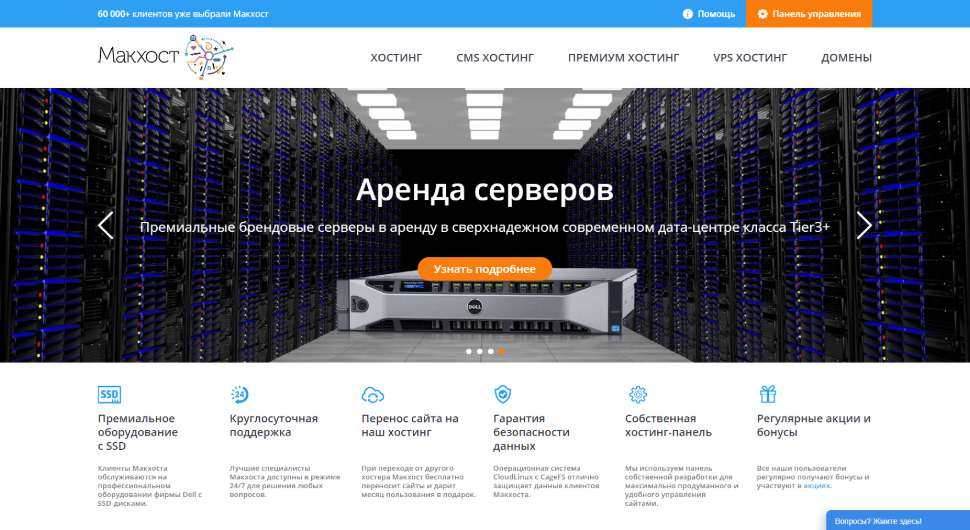 60 000+ клиентов уже выбрали Макхост
Помощь
Панель управления
Макхост
ХОСТИНГ
CMS ХОСТИНГ
ПРЕМИУМ ХОСТИНГ
VPS ХОСТИНГ
ДОМЕНЫ
Аренда серверов
Премиальные брендовые серверы в аренду в сверхнадежном современном дата-центре класса Tier3+
Узнать подробнее
DELL
SSD
Премиальное
оборудование
с SSD
Клиенты Макхоста
обслуживаются на
профессиональном
оборудовании фирмы Dell с
SSD-дисками.
24
Круглосуточная
поддержка
Лучшие специалисты
Макхоста доступны в режиме
24/7 для решения любых
вопросов.
Перенос сайта на
наш хостинг
При переходе от другого
хостера Макхост бесплатно
переносит сайты и дарит
месяц пользования в подарок.
Гарантия
безопасности
данных
Операционная система
CloudLinux с CageFS отлично
защищает данные клиентов
Макхоста.
Собственная
хостинг-панель
Мы используем панель
собственной разработки для
максимально продуманного и
удобного управления
сайтами.
Регулярные акции и
бонусы
Все наши пользователи
регулярно получают бонусы и
участвуют в акциях.
Вопросы? Жмите здесь!